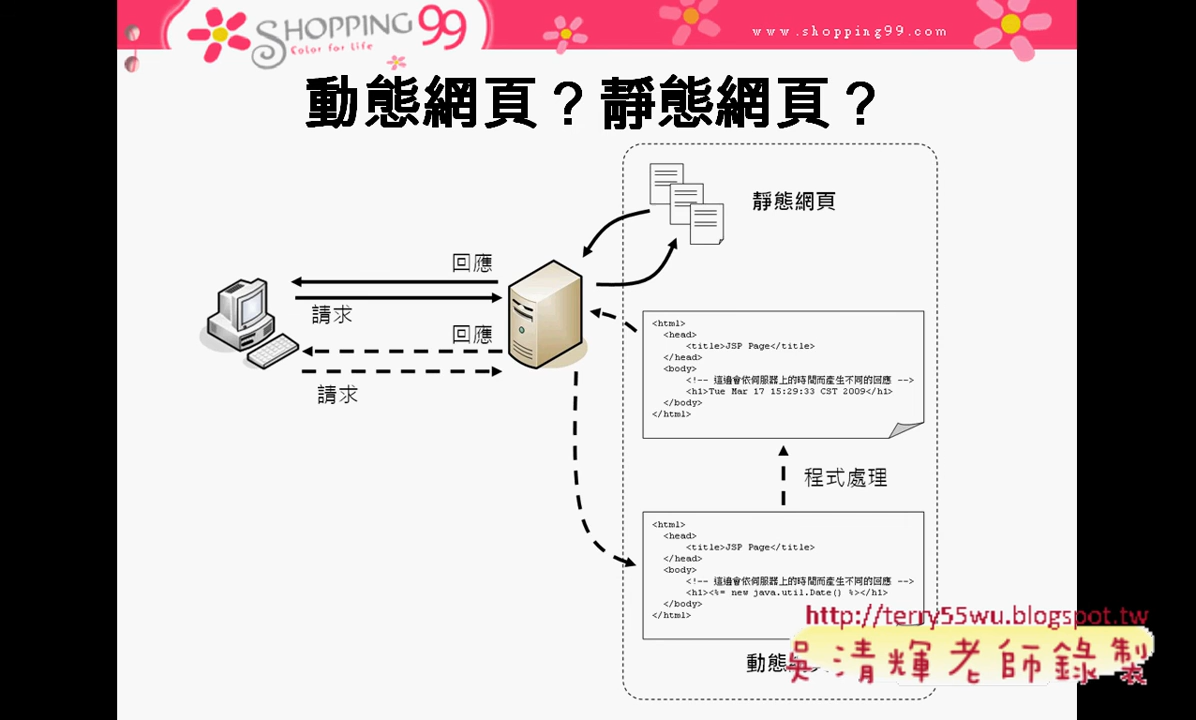 SHOPPING 99
Color for Life
www.shopping99.com
動態網頁？靜態網頁？
靜態網頁
回應
請求
回應
請求
<html>
<head>
<title>JSP Page</title>
</head>
<body>
<!-- 這邊會依伺服器上的時間而產生不同的回應 -->
<h1>Tue Mar 17 15:29:33 CST 2009</h1>
</body>
</html>
程式處理
<html>
<head>
<title>JSP Page</title>
</head>
<body>
<!-- 這邊會依伺服器上的時間而產生不同的回應 -->
<h1><%= new java.util.Date() %></h1>
</body>
</html>
http://terry55wu.blogspot.tw
動態
吳清輝老師錄製